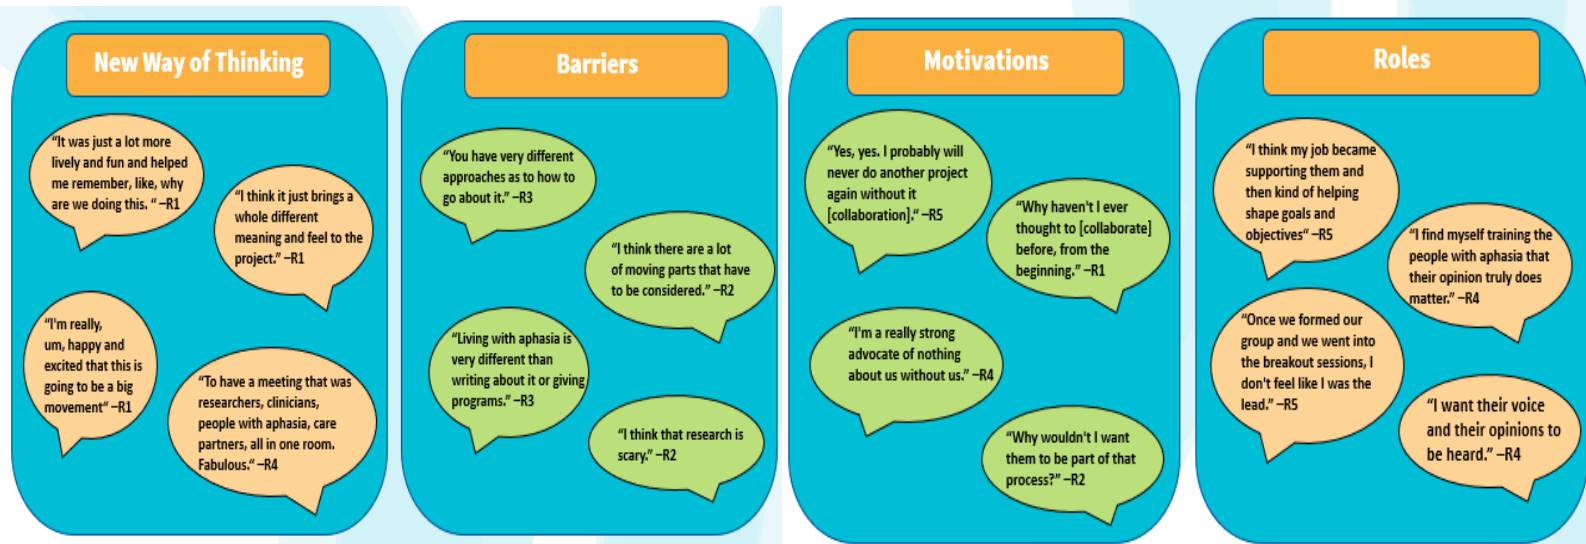 New Way of Thinking
“It was just a lot more
lively and fun and helped
me remember, like, why
are we doing this. “ –R1
“I think it just brings a
whole different
meaning and feel to the
project.” –R1
“I'm really,
um, happy and
excited that this is
going to be a big
movement“ –R1
“To have a meeting that was
researchers, clinicians,
people with aphasia, care
partners, all in one room.
Fabulous.“ –R4
Barriers
“You have very different
approaches as to how to
go about it.” –R3
“I think there are a lot
of moving parts that have
to be considered.” –R2
“Living with aphasia is
very different than
writing about it or giving
programs.” –R3
“I think that research is
scary.” –R2
Motivations
“Yes, yes. I probably will
never do another project
again without it
[collaboration].“ –R5
“Why haven't I ever
thought to [collaborate]
before, from the
beginning.” –R1
“I'm a really strong
advocate of nothing
about us without us.” –R4
“Why wouldn't I want
them to be part of that
process?” –R2
Roles
“I think my job became
supporting them and
then kind of helping
shape goals and
objectives“ –R5
“I find myself training the
people with aphasia that
their opinion truly does
matter.” –R4
“Once we formed our
group and we went into
the breakout sessions, I
don't feel like I was the
lead.” –R5
“I want their voice
and their opinions to
be heard.” –R4